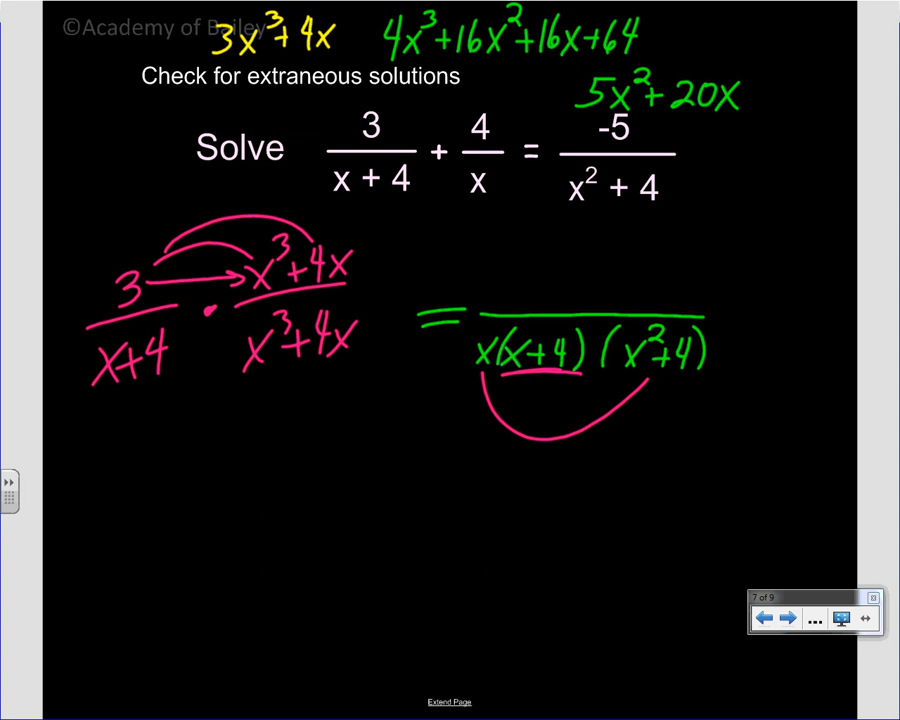 ©Academy of Bailey
3x³+4x 4x³+16x²+16x+64
Check for extraneous solutions
5x²+20x
Solve 3/(x + 4) + 4/x = -5/(x² + 4)
3/(x+4) · (x³+4x)/(x³+4x) = /(x(x+4)(x²+4))
7 of 9
...
Extend Page